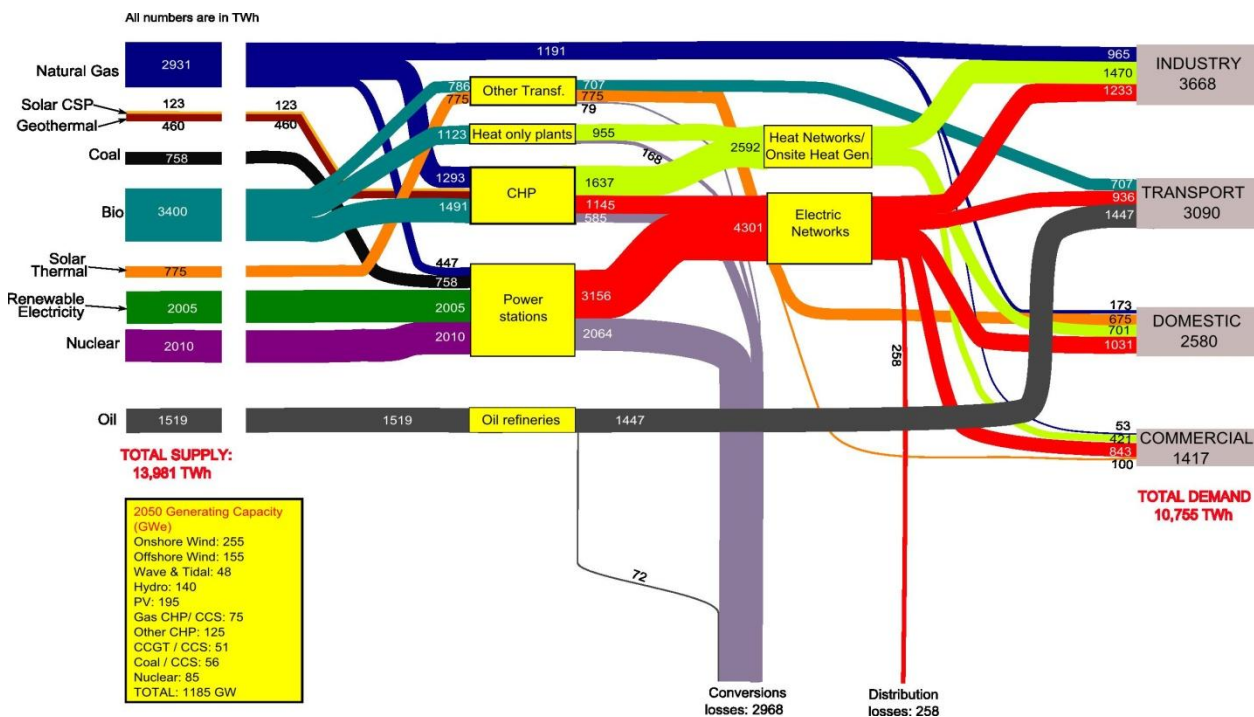 All numbers are in TWh
Natural Gas
2931
1191
965
INDUSTRY
3668
1470
1233
Solar CSP
123
123
Geothermal
460
460
786
775
Other Transf.
707
775
79
Coal
758
1123
Heat only plants
955
168
2592
Heat Networks/
Onsite Heat Gen.
1293
CHP
1637
1491
1145
585
Bio
3400
707
TRANSPORT
936
3090
1447
4301
Electric
Networks
Solar
Thermal
775
447
758
Renewable
Electricity
2005
2005
Power
stations
3156
Nuclear
2010
2010
2064
258
173
675
DOMESTIC
701
2580
1031
Oil
1519
1519
Oil refineries
1447
53
421
COMMERCIAL
843
1417
100
TOTAL SUPPLY:
13,981 TWh
TOTAL DEMAND
10,755 TWh
2050 Generating Capacity
(GWe)
Onshore Wind: 255
Offshore Wind: 155
Wave & Tidal: 48
Hydro: 140
PV: 195
Gas CHP/ CCS: 75
Other CHP: 125
CCGT / CCS: 51
Coal / CCS: 56
Nuclear: 85
TOTAL: 1185 GW
72
Conversions
losses: 2968
Distribution
losses: 258